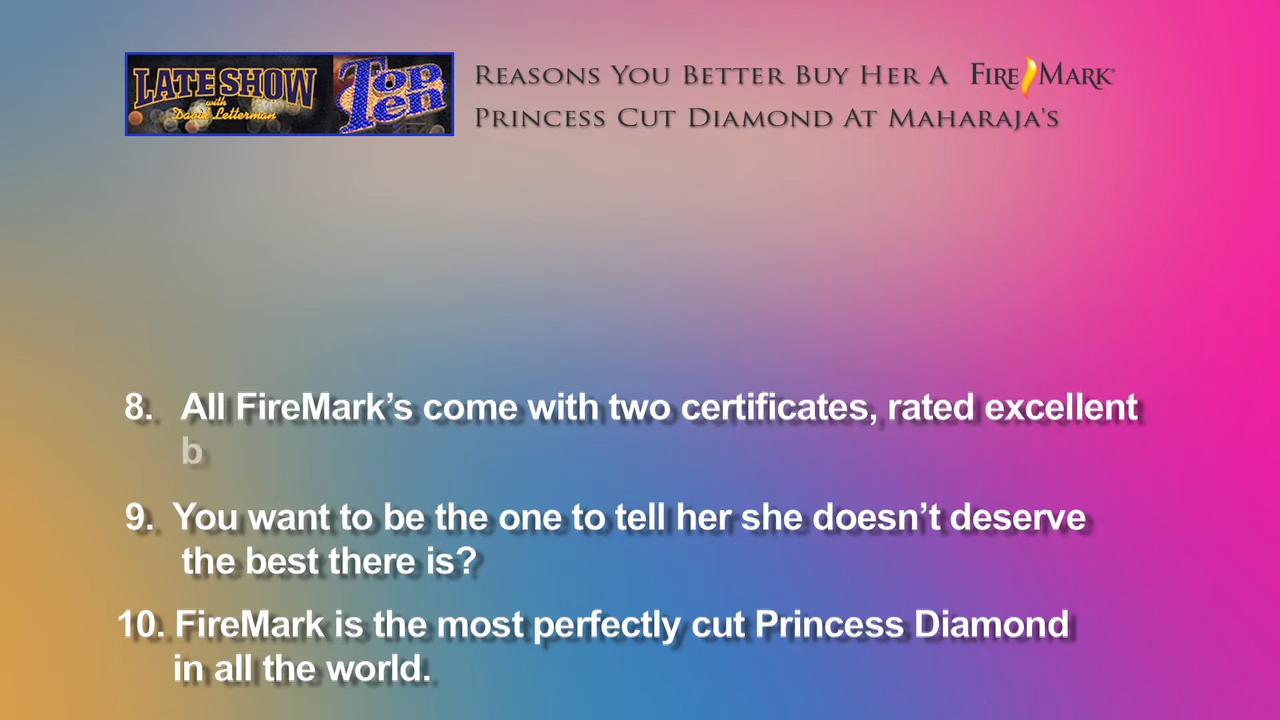 LATE SHOW
with
David Letterman
Top
Ten
REASONS YOU BETTER BUY HER A FIREMARK®
PRINCESS CUT DIAMOND AT MAHARAJA'S
8. All FireMark’s come with two certificates, rated excellent
b
9. You want to be the one to tell her she doesn’t deserve
the best there is?
10. FireMark is the most perfectly cut Princess Diamond
in all the world.